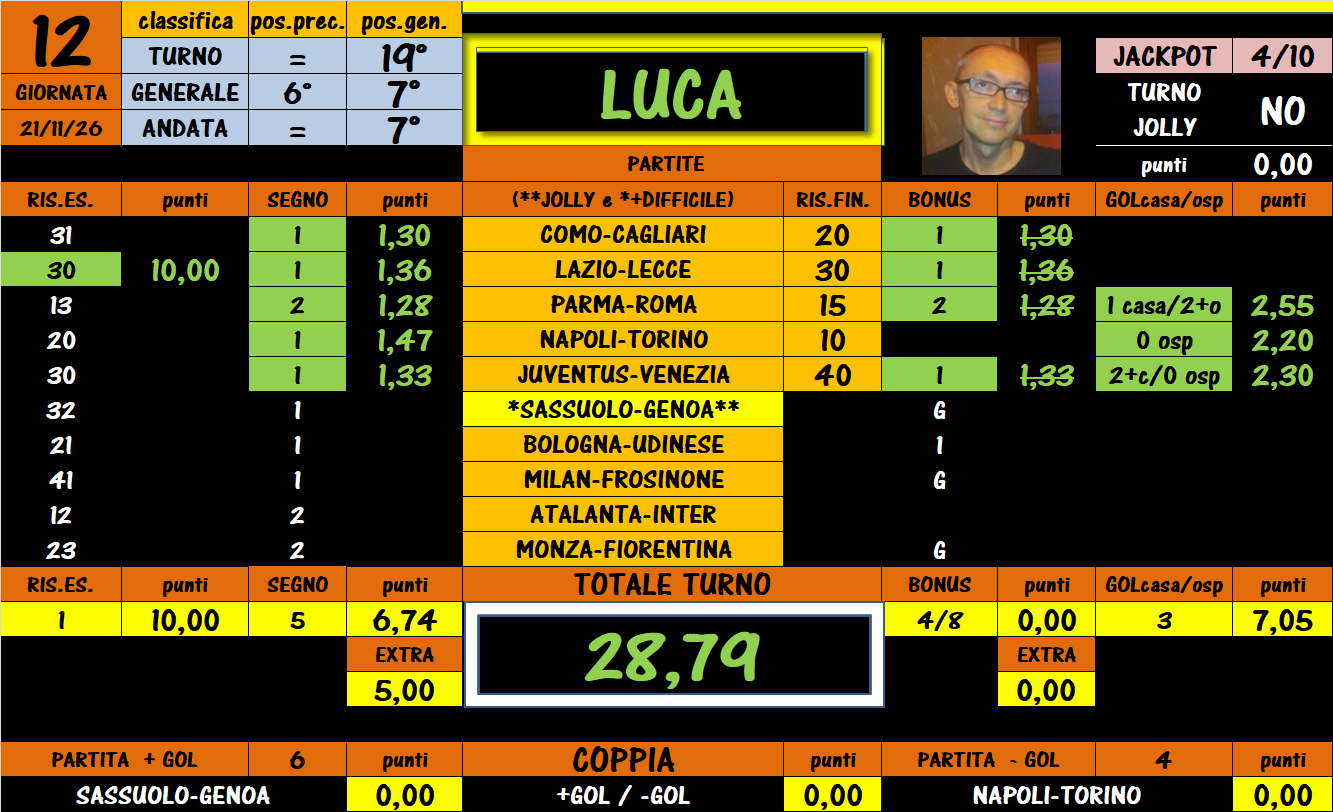 12 classifica pos.prec. pos.gen.
TURNO = 19° LUCA JACKPOT 4/10
GIORNATA GENERALE 6° 7° TURNO JOLLY NO
21/11/26 ANDATA = 7°
PARTITE punti 0,00
RIS.ES. punti SEGNO punti (**JOLLY e *+DIFFICILE) RIS.FIN. BONUS punti GOLcasa/osp punti
31 1 1,30 COMO-CAGLIARI 20 1 1,30
30 10,00 1 1,36 LAZIO-LECCE 30 1 1,36
13 2 1,28 PARMA-ROMA 15 2 1,28 1 casa/2+o 2,55
20 1 1,47 NAPOLI-TORINO 10 0 osp 2,20
30 1 1,33 JUVENTUS-VENEZIA 40 1 1,33 2+c/0 osp 2,30
32 1 *SASSUOLO-GENOA** G
21 1 BOLOGNA-UDINESE 1
41 1 MILAN-FROSINONE G
12 2 ATALANTA-INTER
23 2 MONZA-FIORENTINA G
RIS.ES. punti SEGNO punti TOTALE TURNO BONUS punti GOLcasa/osp punti
1 10,00 5 6,74 28,79 4/8 0,00 3 7,05
EXTRA EXTRA
5,00 0,00
PARTITA + GOL 6 punti COPPIA punti PARTITA - GOL 4 punti
SASSUOLO-GENOA 0,00 +GOL / -GOL 0,00 NAPOLI-TORINO 0,00